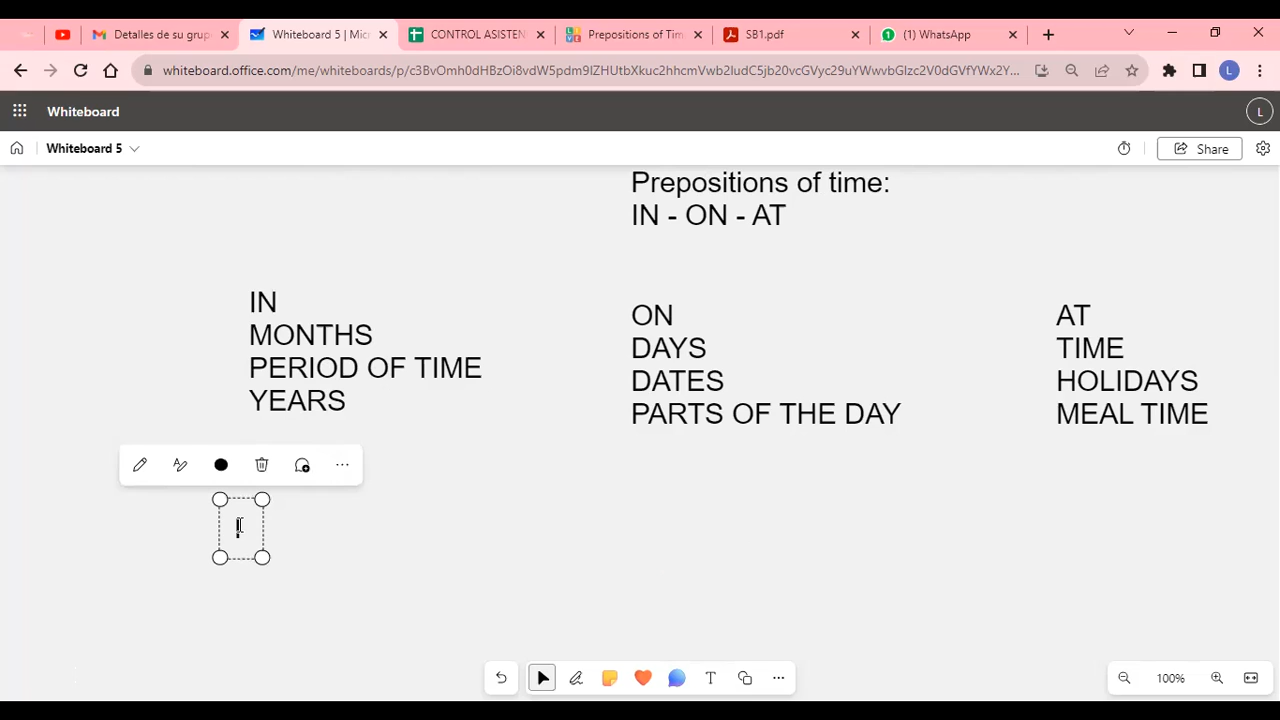 Detalles de su grup
Whiteboard 5 | Micr
CONTROL ASISTEN
Prepositions of Tim
SB1.pdf
(1) WhatsApp
whiteboard.office.com/me/whiteboards/p/
L
Whiteboard
L
Whiteboard 5
Share
Prepositions of time:
IN - ON - AT
IN
MONTHS
PERIOD OF TIME
YEARS
ON
DAYS
DATES
PARTS OF THE DAY
AT
TIME
HOLIDAYS
MEAL TIME
100%